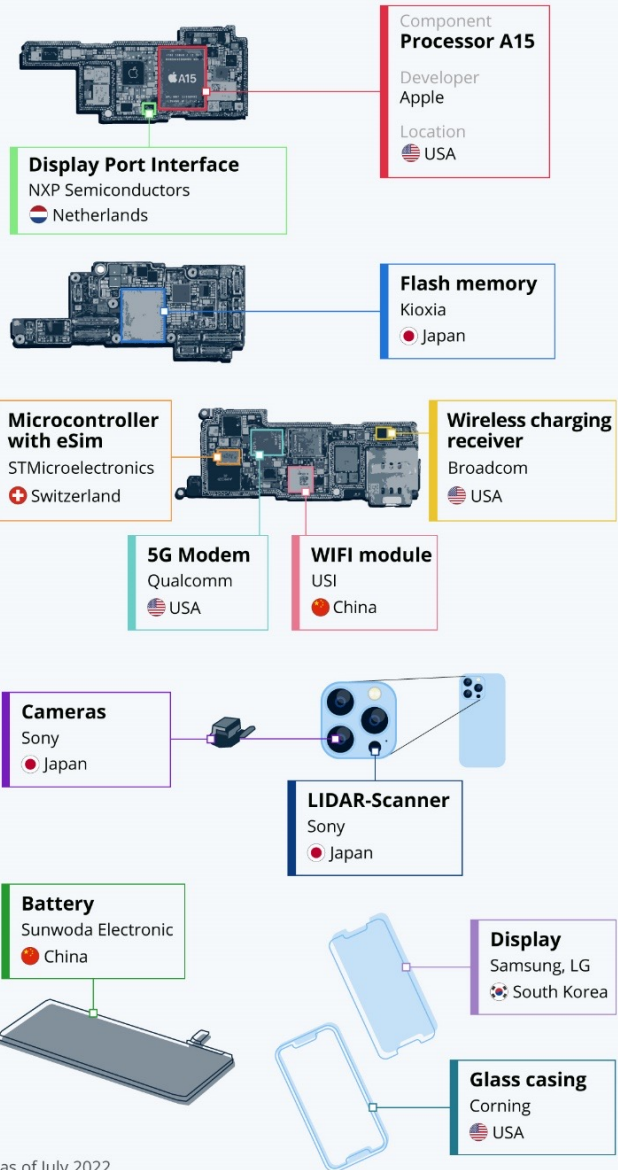 Component
Processor A15
Developer
Apple
Location
USA
A15
Display Port Interface
NXP Semiconductors
Netherlands
Flash memory
Kioxia
Japan
Microcontroller
with eSim
STMicroelectronics
Switzerland
Wireless charging
receiver
Broadcom
USA
5G Modem
Qualcomm
USA
WIFI module
USI
China
Cameras
Sony
Japan
LIDAR-Scanner
Sony
Japan
Battery
Sunwoda Electronic
China
Display
Samsung, LG
South Korea
Glass casing
Corning
USA
as of July 2022